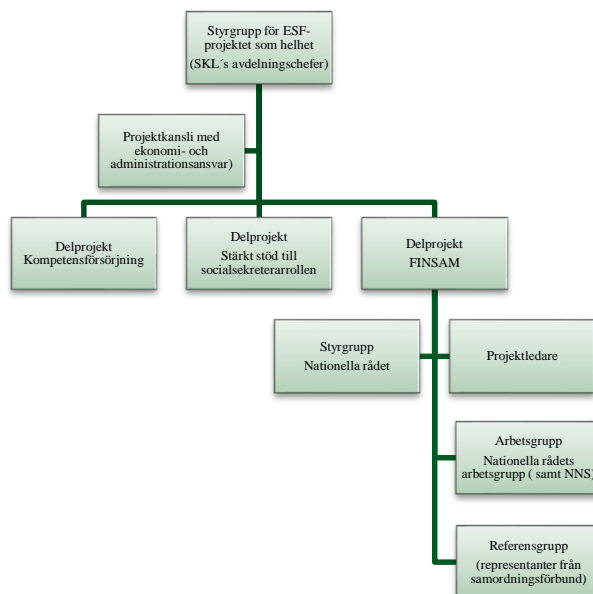 Styrgrupp för ESF-
projektet som helhet
(SKL´s avdelningschefer)
Projektkansli med
ekonomi- och
administrationsansvar)
Delprojekt
Kompetensförsörjning
Delprojekt
Stärkt stöd till
socialsekreterarrollen
Delprojekt
FINSAM
Styrgrupp
Nationella rådet
Projektledare
Arbetsgrupp
Nationella rådets
arbetsgrupp ( samt NNS)
Referensgrupp
(representanter från
samordningsförbund)